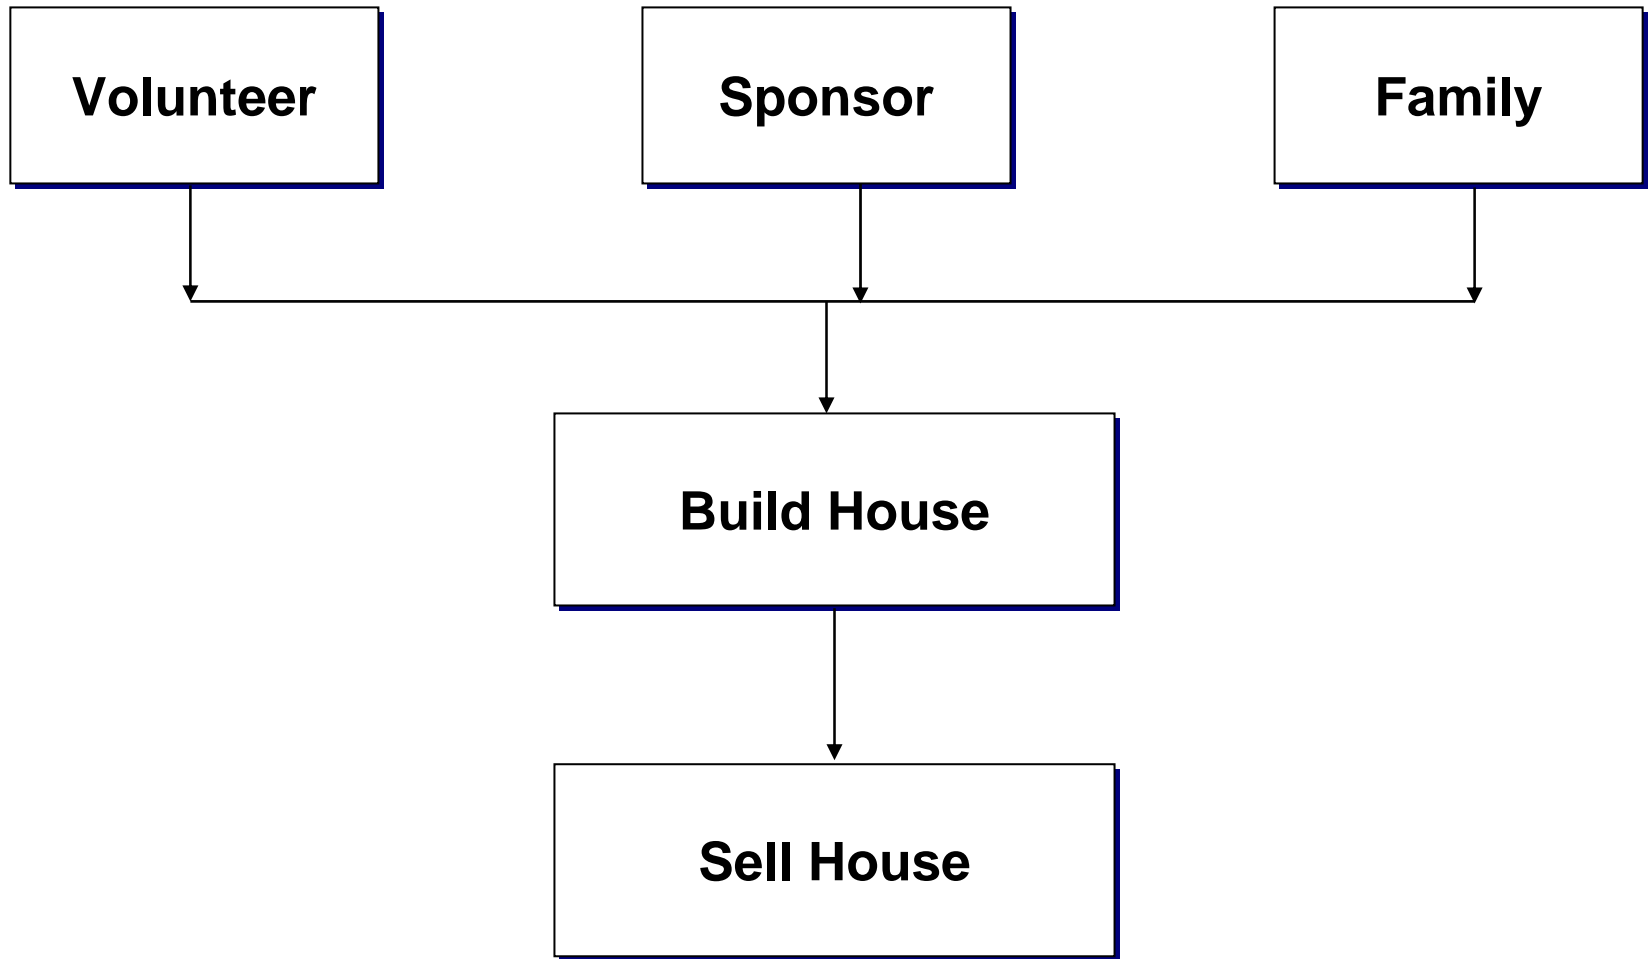 Volunteer
Sponsor
Family
Build House
Sell House